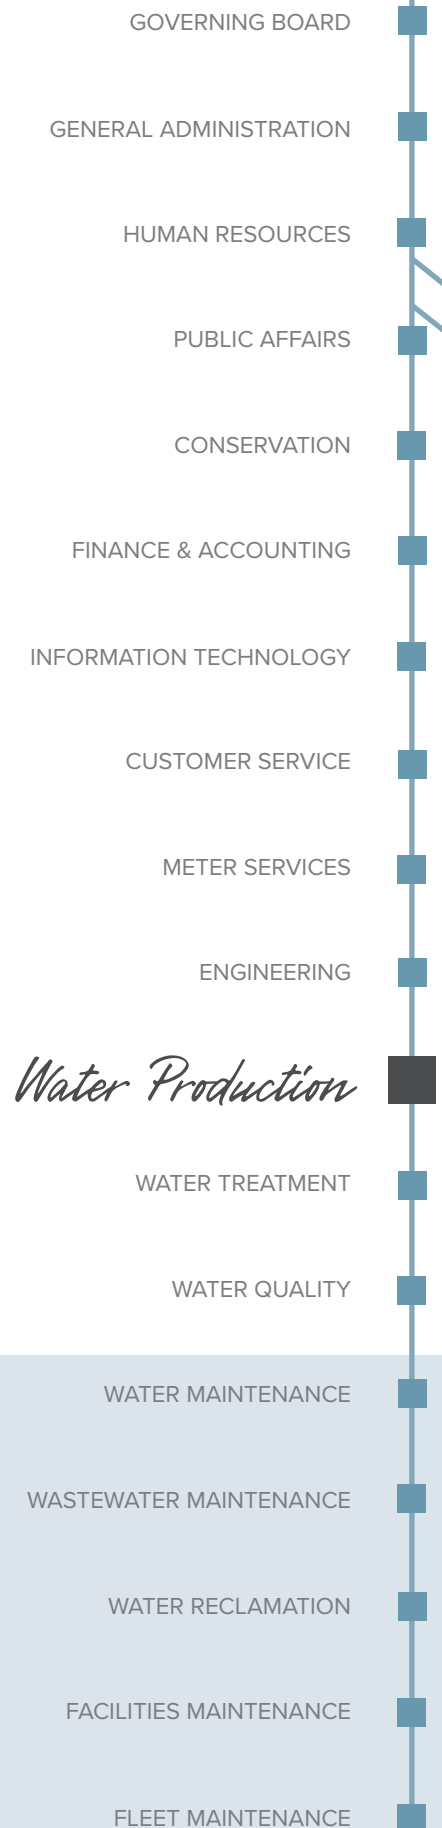 GOVERNING BOARD
GENERAL ADMINISTRATION
HUMAN RESOURCES
PUBLIC AFFAIRS
CONSERVATION
FINANCE & ACCOUNTING
INFORMATION TECHNOLOGY
CUSTOMER SERVICE
METER SERVICES
ENGINEERING
Water Production
WATER TREATMENT
WATER QUALITY
WATER MAINTENANCE
WASTEWATER MAINTENANCE
WATER RECLAMATION
FACILITIES MAINTENANCE
FLEET MAINTENANCE